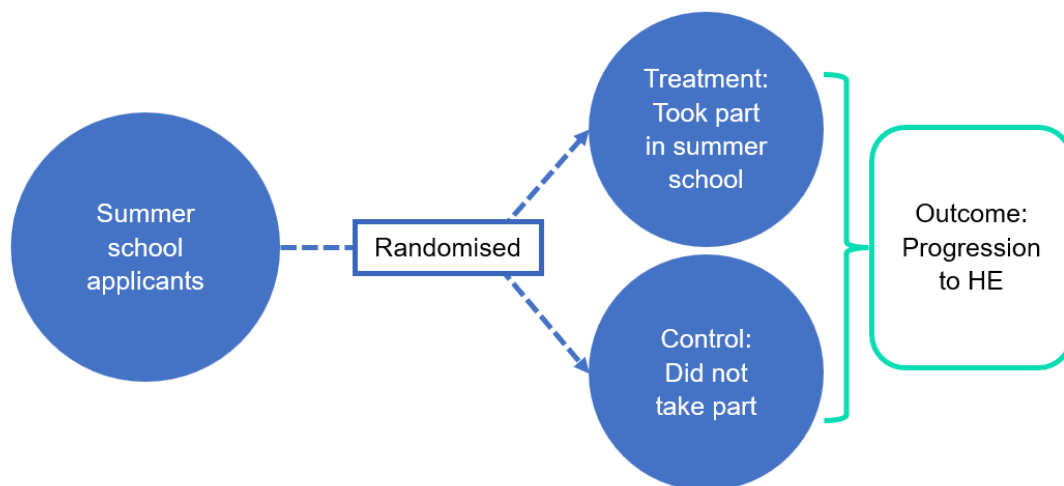 Summer
school
applicants
Randomised
Treatment:
Took part
in summer
school
Control:
Did not
take part
Outcome:
Progression
to HE